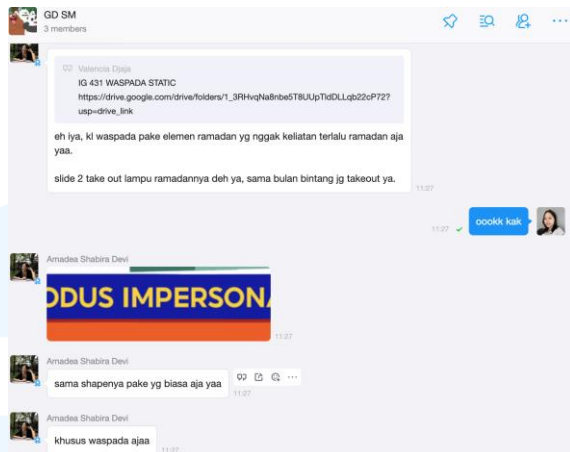 GD SM
3 members
Valencia Djaja
IG 431 WASPADA STATIC
https://drive.google.com/drive/folders/1_3RHvqNa8nbe5T8UUpTldDLLqb22cP72?
usp=drive_link
eh iya, kl waspada pake elemen ramadan yg nggak keliatan terlalu ramadan aja
yaa.
slide 2 take out lampu ramadannya deh ya, sama bulan bintang jg takeout ya.
11:27
oookk kak
11:27
Amadea Shabira Devi
ODUS IMPERSONA
11:27
Amadea Shabira Devi
sama shapenya pake yg biasa aja yaa
11:27
Amadea Shabira Devi
khusus waspada ajaa
11:27